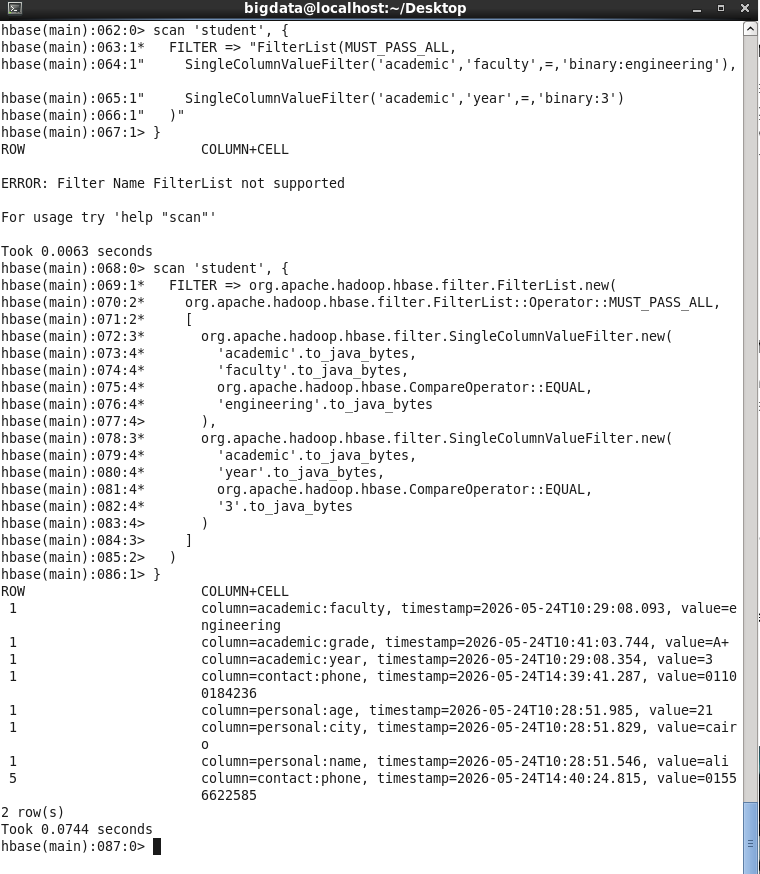 bigdata@localhost:~/Desktop
hbase(main):062:0> scan 'student', {
hbase(main):063:1*   FILTER => "FilterList(MUST_PASS_ALL,
hbase(main):064:1"     SingleColumnValueFilter('academic','faculty',=,'binary:engineering'),
hbase(main):065:1"     SingleColumnValueFilter('academic','year',=,'binary:3')
hbase(main):066:1"   )"
hbase(main):067:1> }
ROW                      COLUMN+CELL
ERROR: Filter Name FilterList not supported
For usage try 'help "scan"'
Took 0.0063 seconds
hbase(main):068:0> scan 'student', {
hbase(main):069:1*   FILTER => org.apache.hadoop.hbase.filter.FilterList.new(
hbase(main):070:2*     org.apache.hadoop.hbase.filter.FilterList::Operator::MUST_PASS_ALL,
hbase(main):071:2*     [
hbase(main):072:3*       org.apache.hadoop.hbase.filter.SingleColumnValueFilter.new(
hbase(main):073:4*         'academic'.to_java_bytes,
hbase(main):074:4*         'faculty'.to_java_bytes,
hbase(main):075:4*         org.apache.hadoop.hbase.CompareOperator::EQUAL,
hbase(main):076:4*         'engineering'.to_java_bytes
hbase(main):077:4>       ),
hbase(main):078:3*       org.apache.hadoop.hbase.filter.SingleColumnValueFilter.new(
hbase(main):079:4*         'academic'.to_java_bytes,
hbase(main):080:4*         'year'.to_java_bytes,
hbase(main):081:4*         org.apache.hadoop.hbase.CompareOperator::EQUAL,
hbase(main):082:4*         '3'.to_java_bytes
hbase(main):083:4>       )
hbase(main):084:3>     ]
hbase(main):085:2>   )
hbase(main):086:1> }
ROW                      COLUMN+CELL
 1                       column=academic:faculty, timestamp=2026-05-24T10:29:08.093, value=e
                         ngineering
 1                       column=academic:grade, timestamp=2026-05-24T10:41:03.744, value=A+
 1                       column=academic:year, timestamp=2026-05-24T10:29:08.354, value=3
 1                       column=contact:phone, timestamp=2026-05-24T14:39:41.287, value=0110
                         0184236
 1                       column=personal:age, timestamp=2026-05-24T10:28:51.985, value=21
 1                       column=personal:city, timestamp=2026-05-24T10:28:51.829, value=cair
                         o
 1                       column=personal:name, timestamp=2026-05-24T10:28:51.546, value=ali
 5                       column=contact:phone, timestamp=2026-05-24T14:40:24.815, value=0155
                         6622585
2 row(s)
Took 0.0744 seconds
hbase(main):087:0>